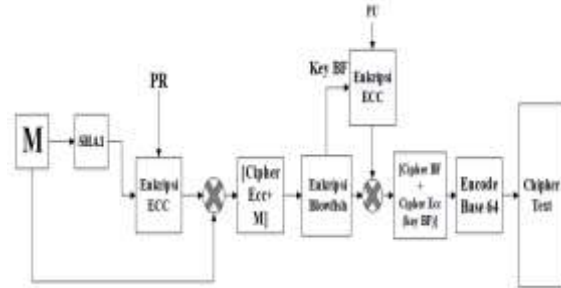 PU
Key BF
Enkripsi
ECC
PR
M
SHA1
Enkripsi
ECC
[Cipher
Ecc+
M]
Enkripsi
Blowfish
[Cipher BF
+
Cipher Ecc
(key BF)]
Encode
Base 64
Chipher
Text